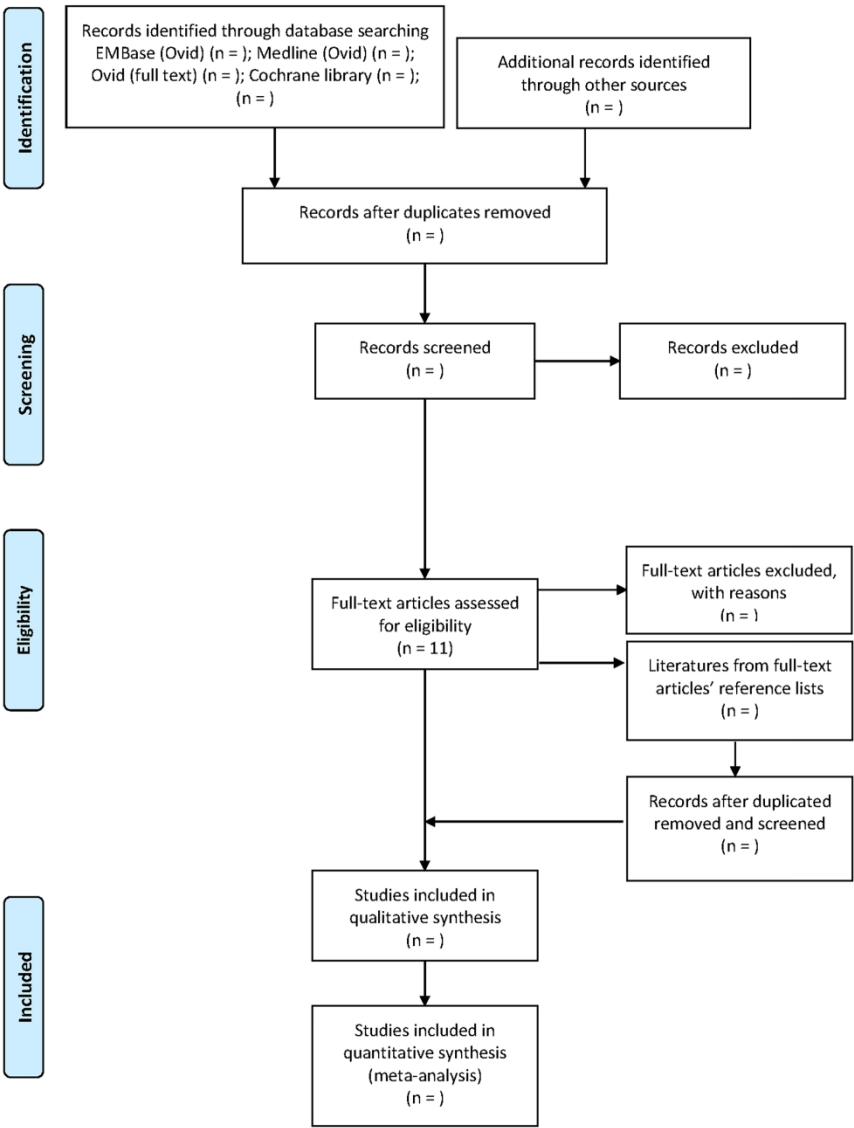 Identification
Records identified through database searching
EMBase (Ovid) (n = ); Medline (Ovid) (n = );
Ovid (full text) (n = ); Cochrane library (n = );
(n = )
Additional records identified
through other sources
(n = )
Records after duplicates removed
(n = )
Screening
Records screened
(n = )
Records excluded
(n = )
Eligibility
Full-text articles assessed
for eligibility
(n = 11)
Full-text articles excluded,
with reasons
(n = )
Literatures from full-text
articles’ reference lists
(n = )
Records after duplicated
removed and screened
(n = )
Included
Studies included in
qualitative synthesis
(n = )
Studies included in
quantitative synthesis
(meta-analysis)
(n = )